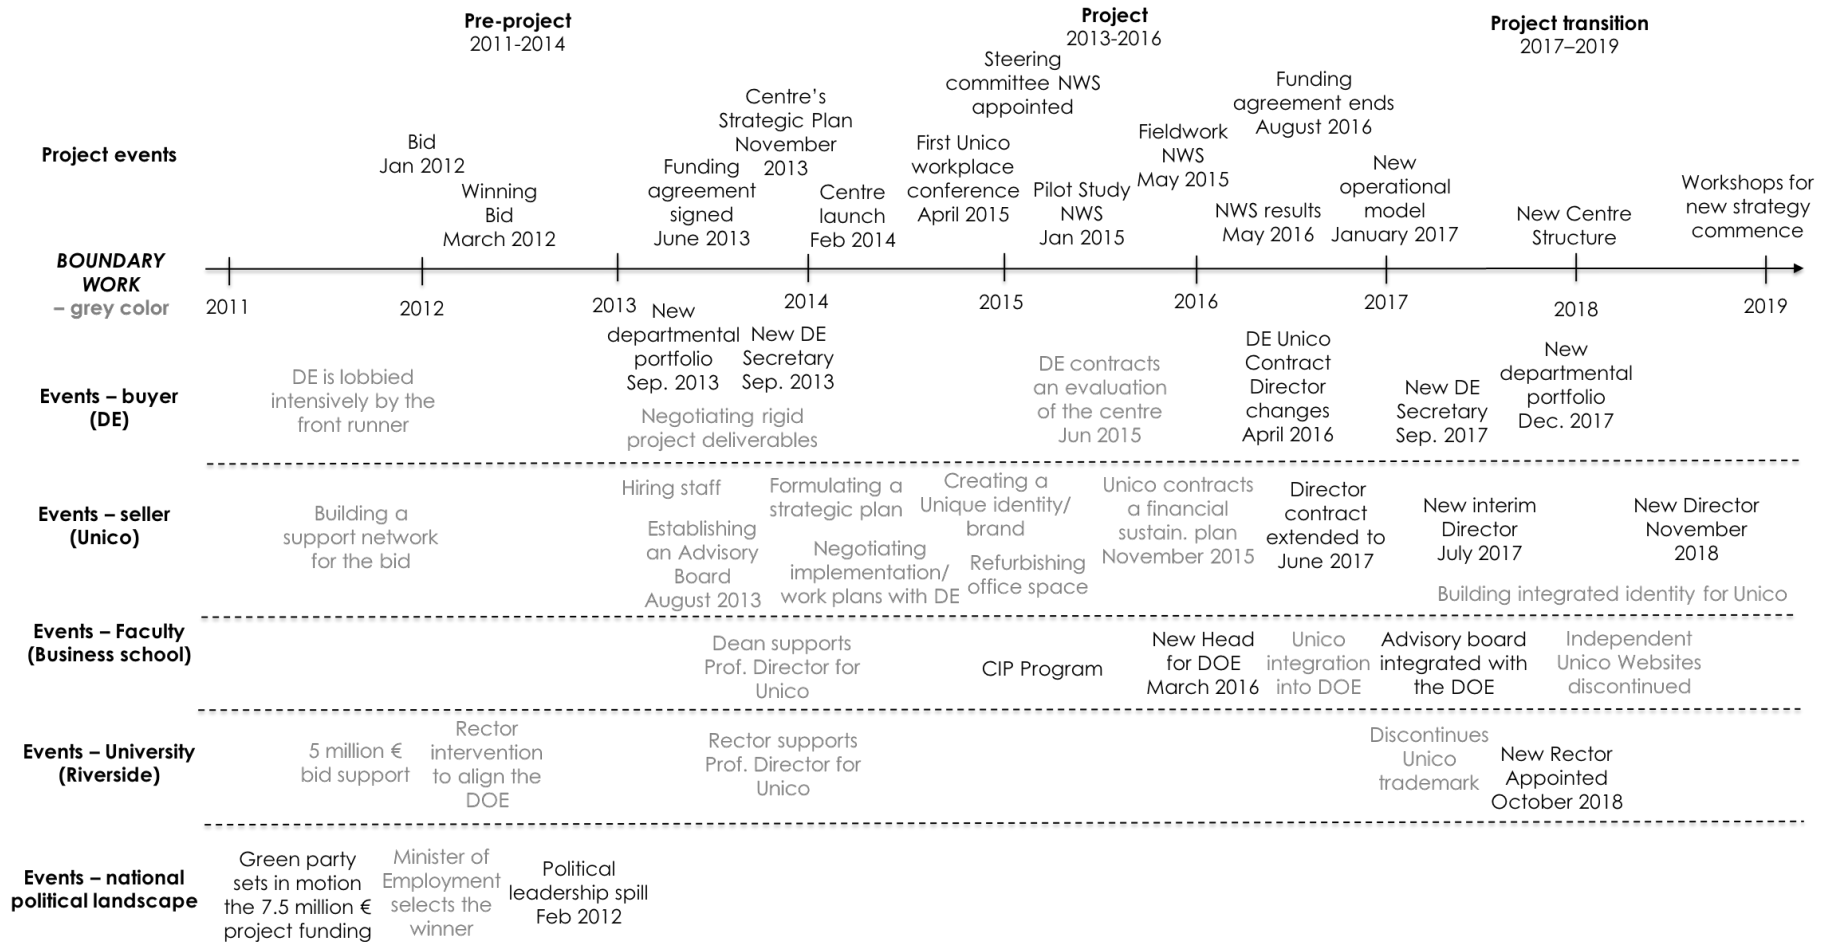 Pre-project
2011-2014
Project
2013-2016
Project transition
2017–2019
Project events
Bid
Jan 2012
Winning
Bid
March 2012
Funding
agreement
signed
June 2013
Centre’s
Strategic Plan
November
2013
Centre
launch
Feb 2014
First Unico
workplace
conference
April 2015
Steering
committee NWS
appointed
Pilot Study
NWS
Jan 2015
Fieldwork
NWS
May 2015
NWS results
May 2016
Funding
agreement ends
August 2016
New
operational
model
January 2017
New Centre
Structure
Workshops for
new strategy
commence
BOUNDARY
WORK
– grey color
2011
2012
2013
2014
2015
2016
2017
2018
2019
Events – buyer
(DE)
DE is lobbied
intensively by the
front runner
New
departmental
portfolio
Sep. 2013
New DE
Secretary
Sep. 2013
Negotiating rigid
project deliverables
DE contracts
an evaluation
of the centre
Jun 2015
DE Unico
Contract
Director
changes
April 2016
New DE
Secretary
Sep. 2017
New
departmental
portfolio
Dec. 2017
Events – seller
(Unico)
Building a
support network
for the bid
Hiring staff
Establishing
an Advisory
Board
August 2013
Formulating a
strategic plan
Negotiating
implementation/
work plans with DE
Creating a
Unique identity/
brand
Refurbishing
office space
Unico contracts
a financial
sustain. plan
November 2015
Director
contract
extended to
June 2017
New interim
Director
July 2017
New Director
November
2018
Building integrated identity for Unico
Events – Faculty
(Business school)
Dean supports
Prof. Director for
Unico
CIP Program
New Head
for DOE
March 2016
Unico
integration
into DOE
Advisory board
integrated with
the DOE
Independent
Unico Websites
discontinued
Events – University
(Riverside)
5 million €
bid support
Rector
intervention
to align the
DOE
Rector supports
Prof. Director for
Unico
Discontinues
Unico
trademark
New Rector
Appointed
October 2018
Events – national
political landscape
Green party
sets in motion
the 7.5 million €
project funding
Minister of
Employment
selects the
winner
Political
leadership spill
Feb 2012